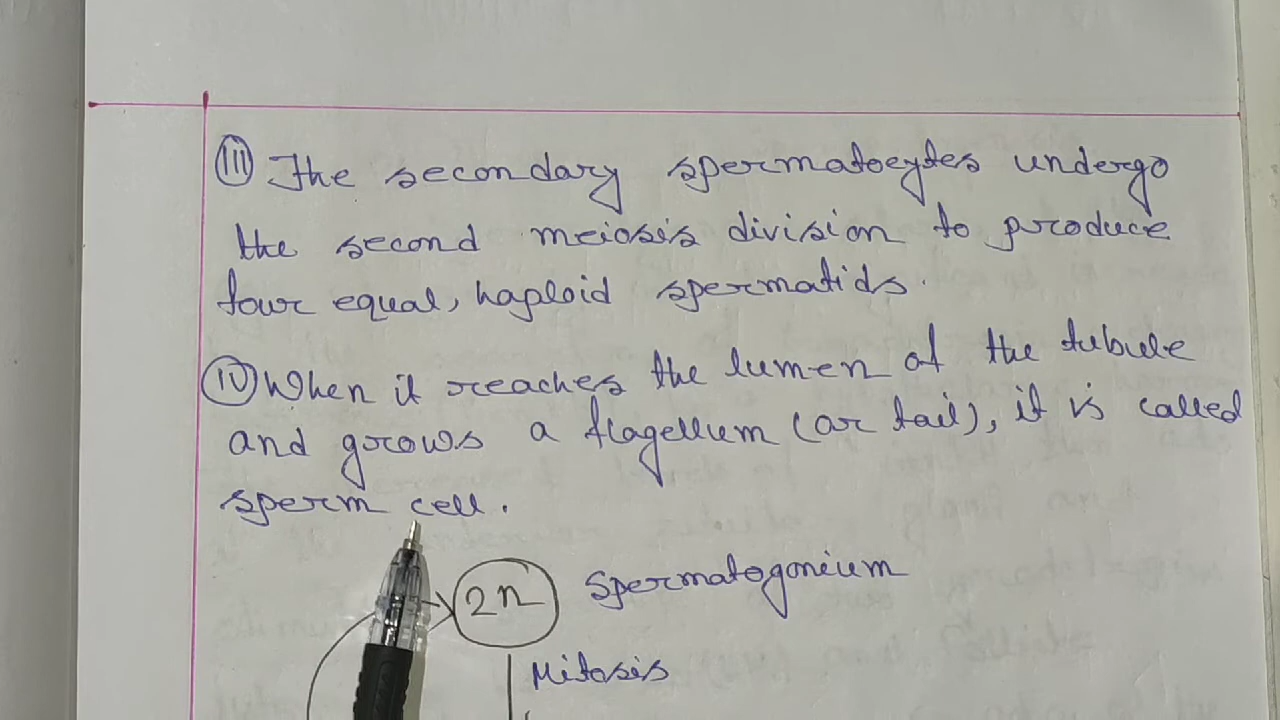 (III) The secondary spermatocytes undergo
the second meiosis division to produce
four equal, haploid spermatids.
(IV) When it reaches the lumen of the tubule
and grows a flagellum (or tail), it is called
sperm cell.
2n Spermatogonium
Mitosis